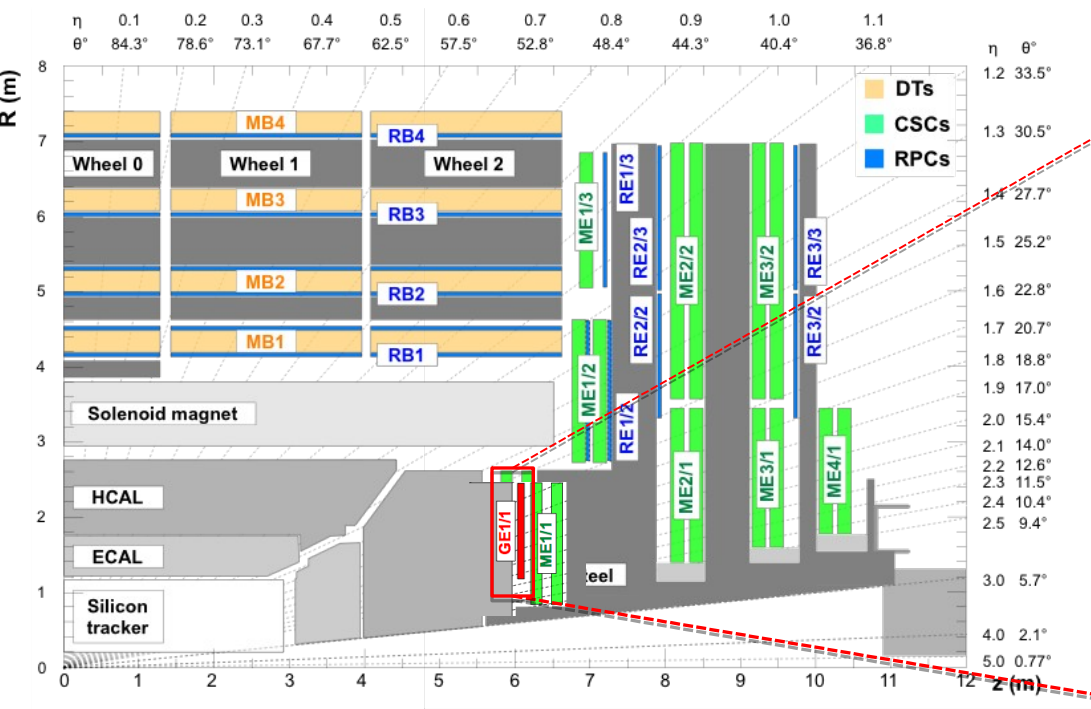 η 0.1 0.2 0.3 0.4 0.5 0.6 0.7 0.8 0.9 1.0 1.1
θ° 84.3° 78.6° 73.1° 67.7° 62.5° 57.5° 52.8° 48.4° 44.3° 40.4° 36.8°
η θ°
R (m)
8
7
6
5
4
3
2
1
0
1.2 33.5°
1.3 30.5°
1.4 27.7°
1.5 25.2°
1.6 22.8°
1.7 20.7°
1.8 18.8°
1.9 17.0°
2.0 15.4°
2.1 14.0°
2.2 12.6°
2.3 11.5°
2.4 10.4°
2.5 9.4°
3.0 5.7°
4.0 2.1°
5.0 0.77°
DTs
CSCs
RPCs
MB4
RB4
Wheel 0
Wheel 1
Wheel 2
MB3
RB3
MB2
RB2
MB1
RB1
Solenoid magnet
HCAL
ECAL
Silicon
tracker
ME1/3
RE1/3
RE2/3
ME2/2
ME3/2
RE3/3
RE2/2
RE3/2
ME1/2
RE1/2
GE1/1
ME1/1
ME2/1
ME3/1
ME4/1
teel
0 1 2 3 4 5 6 7 8 9 10 11 12
z (m)